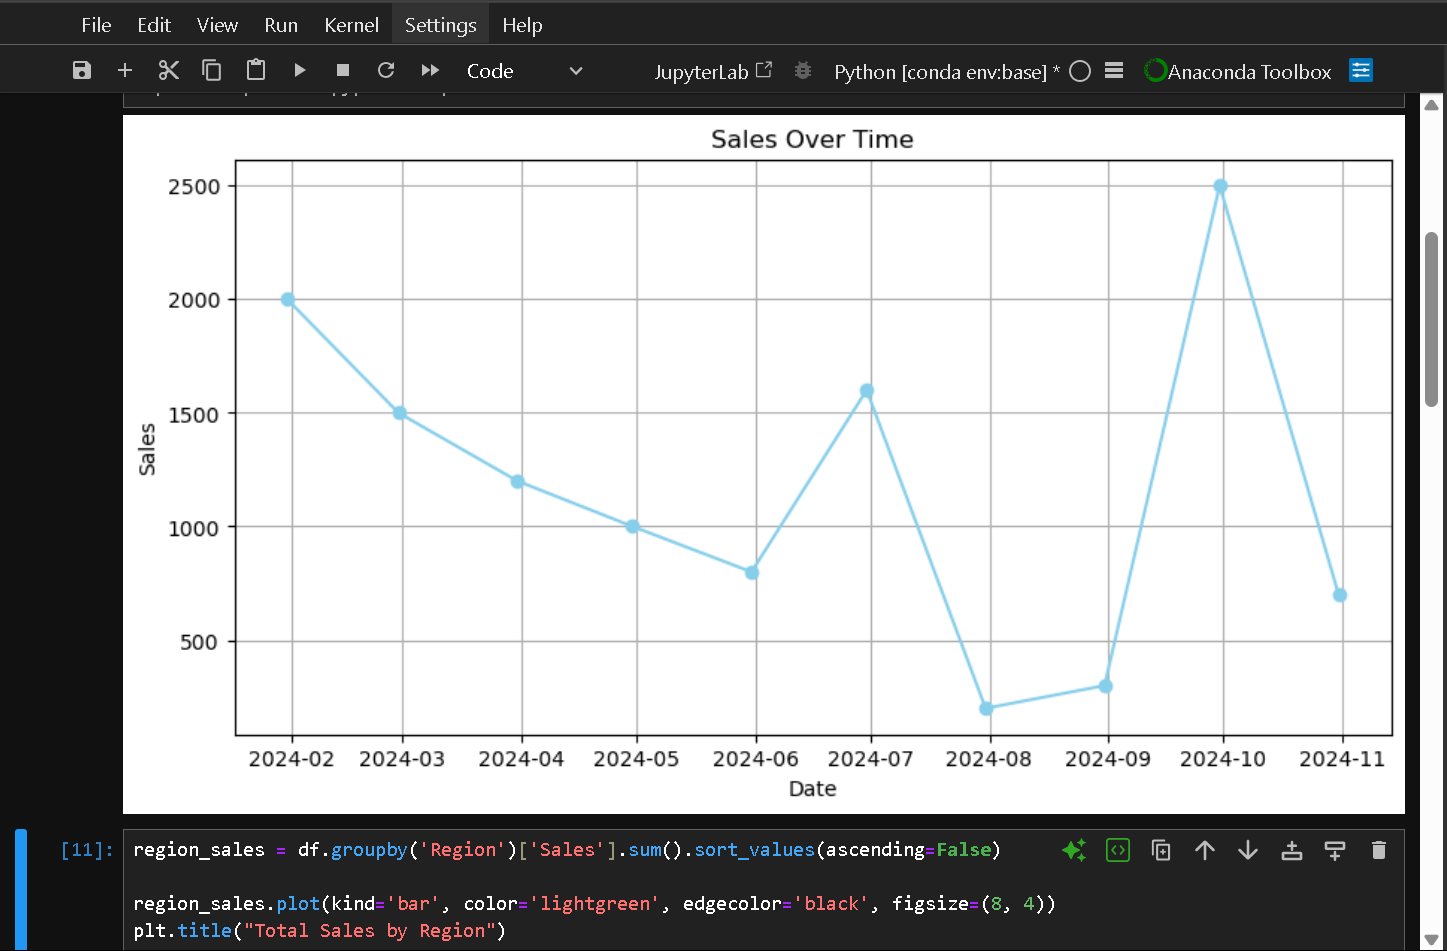 File Edit View Run Kernel Settings Help
Code JupyterLab Python [conda env:base] * Anaconda Toolbox
Sales Over Time
2500
2000
1500
1000
500
Sales
2024-02 2024-03 2024-04 2024-05 2024-06 2024-07 2024-08 2024-09 2024-10 2024-11
Date
[11]: region_sales = df.groupby('Region')['Sales'].sum().sort_values(ascending=False)
region_sales.plot(kind='bar', color='lightgreen', edgecolor='black', figsize=(8, 4))
plt.title("Total Sales by Region")